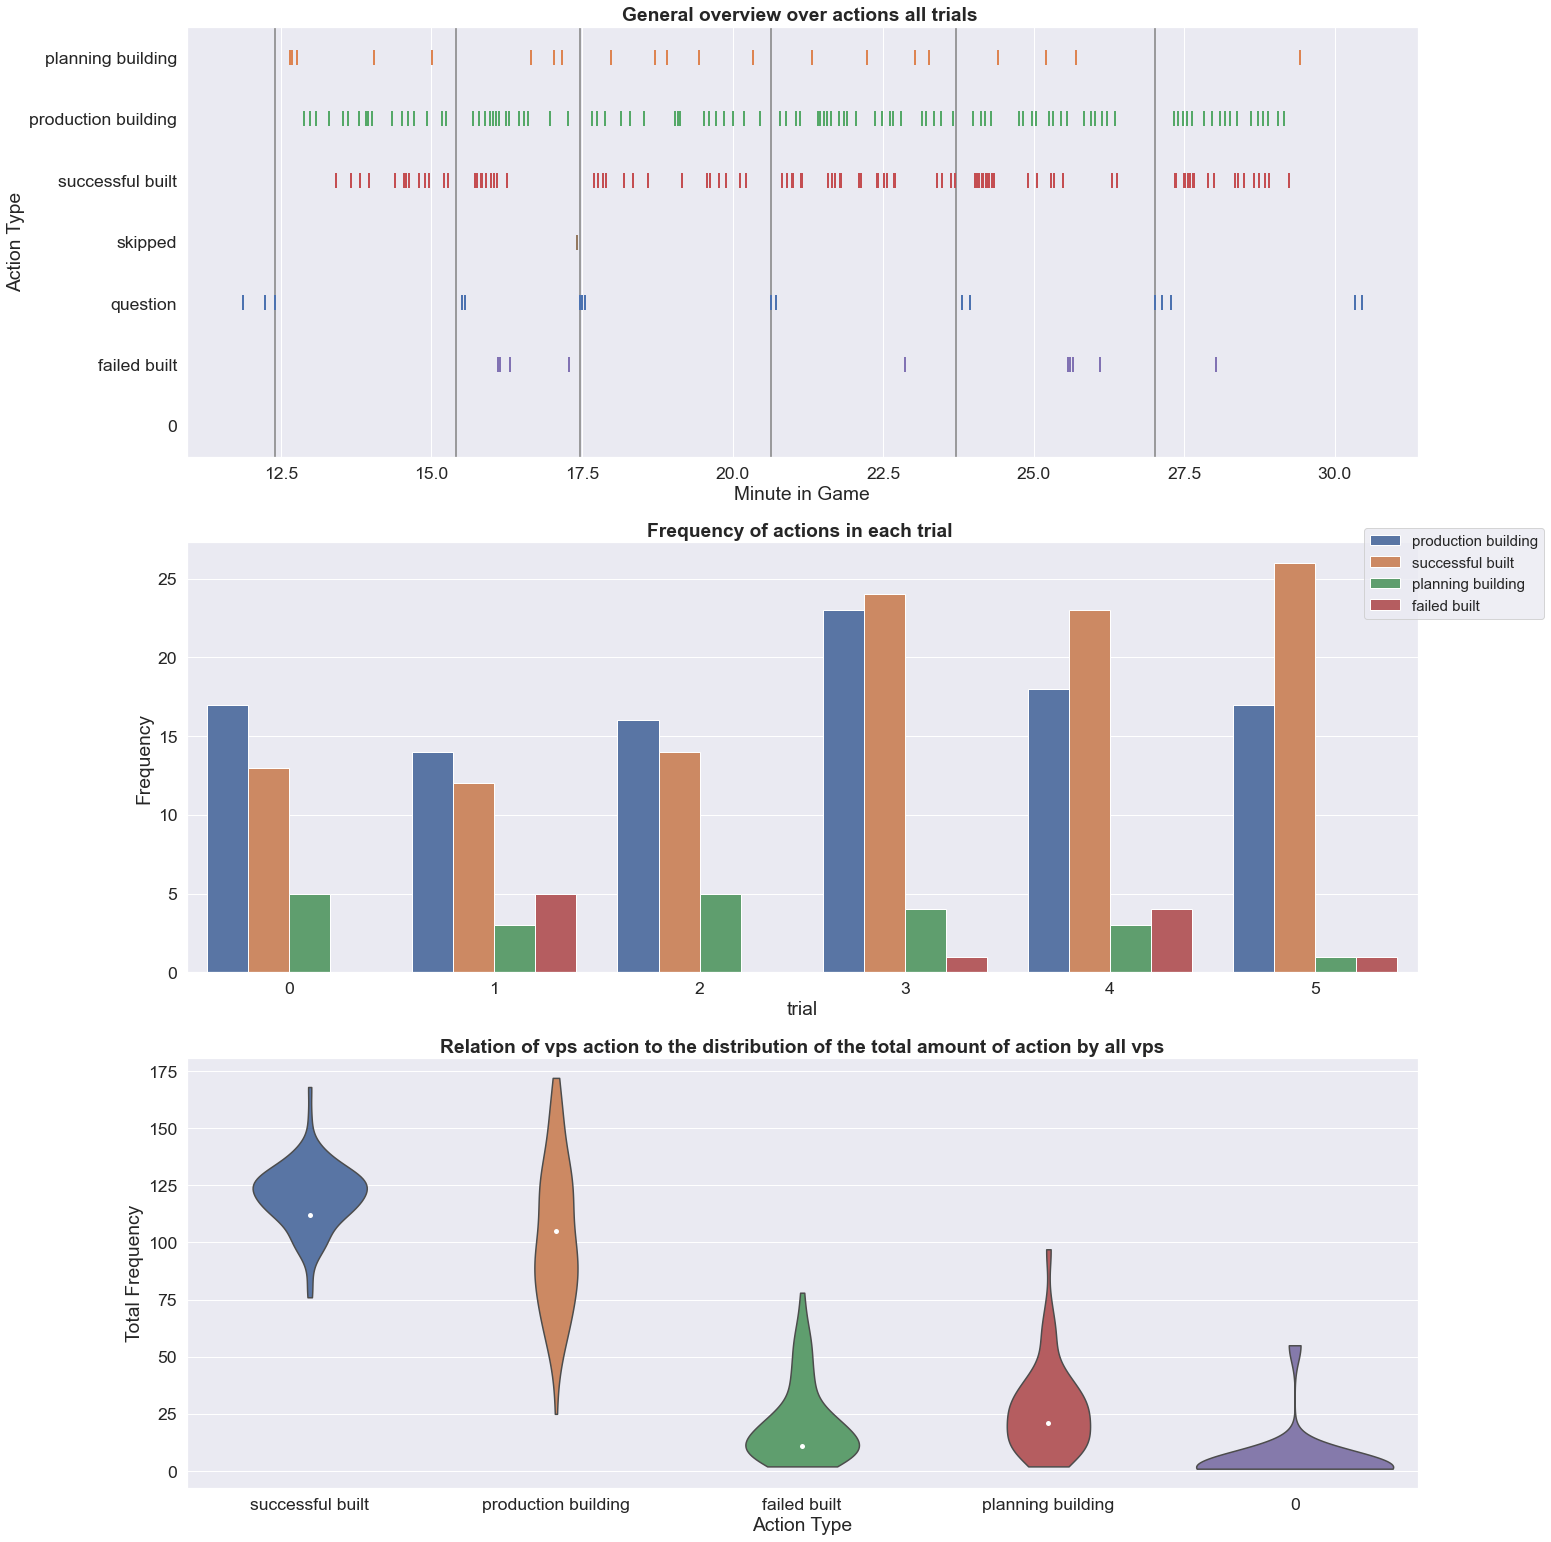 General overview over actions all trials
planning building
production building
successful built
skipped
question
failed built
0
Action Type
12.5 15.0 17.5 20.0 22.5 25.0 27.5 30.0
Minute in Game
Frequency of actions in each trial
production building
successful built
planning building
failed built
25
20
15
10
5
0
Frequency
0 1 2 3 4 5
trial
Relation of vps action to the distribution of the total amount of action by all vps
175
150
125
100
75
50
25
0
Total Frequency
successful built production building failed built planning building 0
Action Type